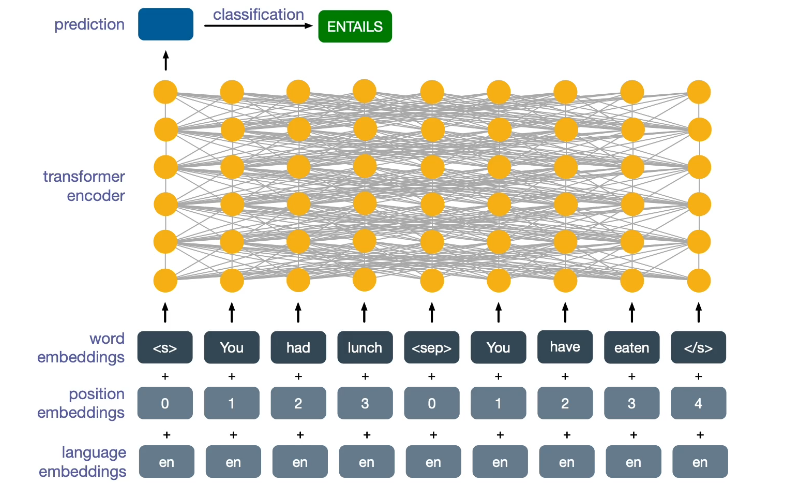 prediction
classification
ENTAILS
transformer
encoder
word
embeddings
<s> You had lunch <sep> You have eaten </s>
+ + + + + + + + +
position
embeddings
0 1 2 3 0 1 2 3 4
+ + + + + + + + +
language
embeddings
en en en en en en en en en